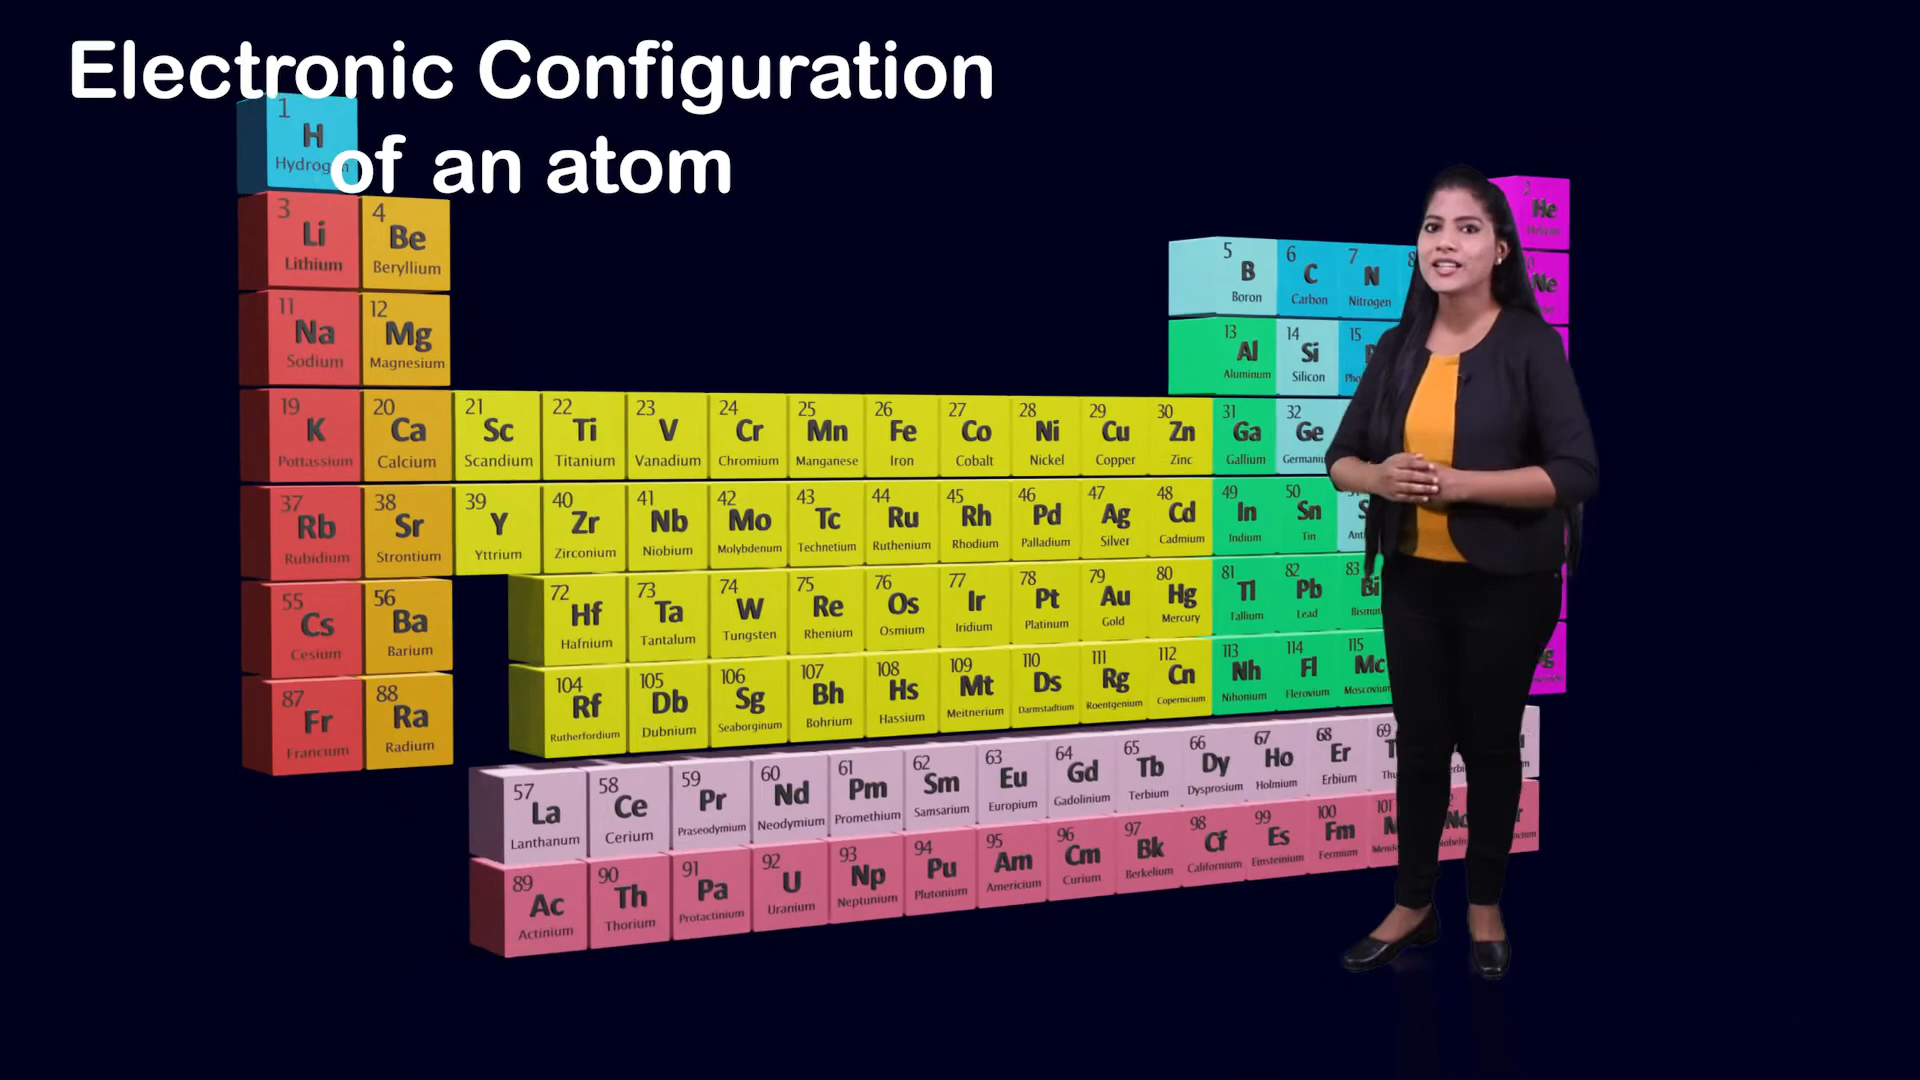 Electronic Configuration
of an atom
1
H
3 4
Li Be
Lithium Beryllium
11 12
Na Mg
Sodium Magnesium
2
He
5 6 7
B C N
Boron Carbon Nitrogen
Ne
13 14 15
Al Si
Aluminum Silicon
19 20 21 22 23 24 25 26 27 28 29 30 31 32
K Ca Sc Ti V Cr Mn Fe Co Ni Cu Zn Ga Ge
Pottassium Calcium Scandium Titanium Vanadium Chromium Manganese Iron Cobalt Nickel Copper Zinc Gallium
37 38 39 40 41 42 43 44 45 46 47 48 49 50
Rb Sr Y Zr Nb Mo Tc Ru Rh Pd Ag Cd In Sn
Rubidium Strontium Yttrium Zirconium Niobium Molybdenum Technetium Ruthenium Rhodium Palladium Silver Cadmium Indium Tin
55 56 72 73 74 75 76 77 78 79 80 81 82 83
Cs Ba Hf Ta W Re Os Ir Pt Au Hg Tl Pb Bi
Cesium Barium Hafnium Tantalum Tungsten Rhenium Osmium Iridium Platinum Gold Mercury Tallium Lead
87 88 104 105 106 107 108 109 110 111 112 113 114 115
Fr Ra Rf Db Sg Bh Hs Mt Ds Rg Cn Nh Fl Mc
Francium Radium Rutherfordium Dubnium Seaborginum Bohrium Hassium Meitnerium Darmstadtium Roentgenium Copernicium Nihonium Flerovium
57 58 59 60 61 62 63 64 65 66 67 68 69
La Ce Pr Nd Pm Sm Eu Gd Tb Dy Ho Er
Lanthanum Cerium Praseodymium Neodymium Promethium Samsarium Europium Gadolinium Terbium Dysprosium Holmium Erbium
89 90 91 92 93 94 95 96 97 98 99 100 101
Ac Th Pa U Np Pu Am Cm Bk Cf Es Fm
Actinium Thorium Protactinium Uranium Neptunium Plutonium Americium Curium Berkelium Californium Einsteinium Fermium